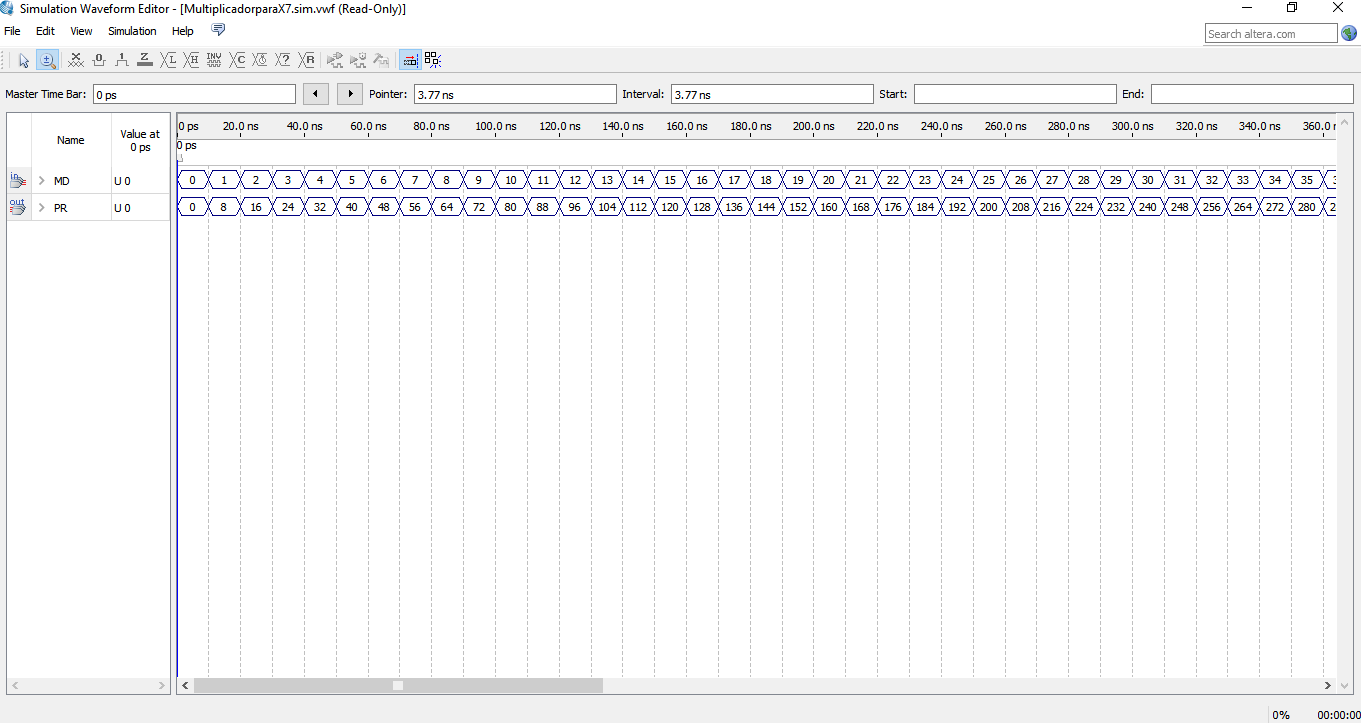 Simulation Waveform Editor - [MultiplicadorparaX7.sim.vwf (Read-Only)]
File Edit View Simulation Help
Search altera.com
Master Time Bar: 0 ps Pointer: 3.77 ns Interval: 3.77 ns Start: End:
Name Value at 0 ps
0 ps 20.0 ns 40.0 ns 60.0 ns 80.0 ns 100.0 ns 120.0 ns 140.0 ns 160.0 ns 180.0 ns 200.0 ns 220.0 ns 240.0 ns 260.0 ns 280.0 ns 300.0 ns 320.0 ns 340.0 ns 360.0 n
0 ps
in MD U 0 0 1 2 3 4 5 6 7 8 9 10 11 12 13 14 15 16 17 18 19 20 21 22 23 24 25 26 27 28 29 30 31 32 33 34 35 3
out PR U 0 0 8 16 24 32 40 48 56 64 72 80 88 96 104 112 120 128 136 144 152 160 168 176 184 192 200 208 216 224 232 240 248 256 264 272 280 2
0% 00:00:00